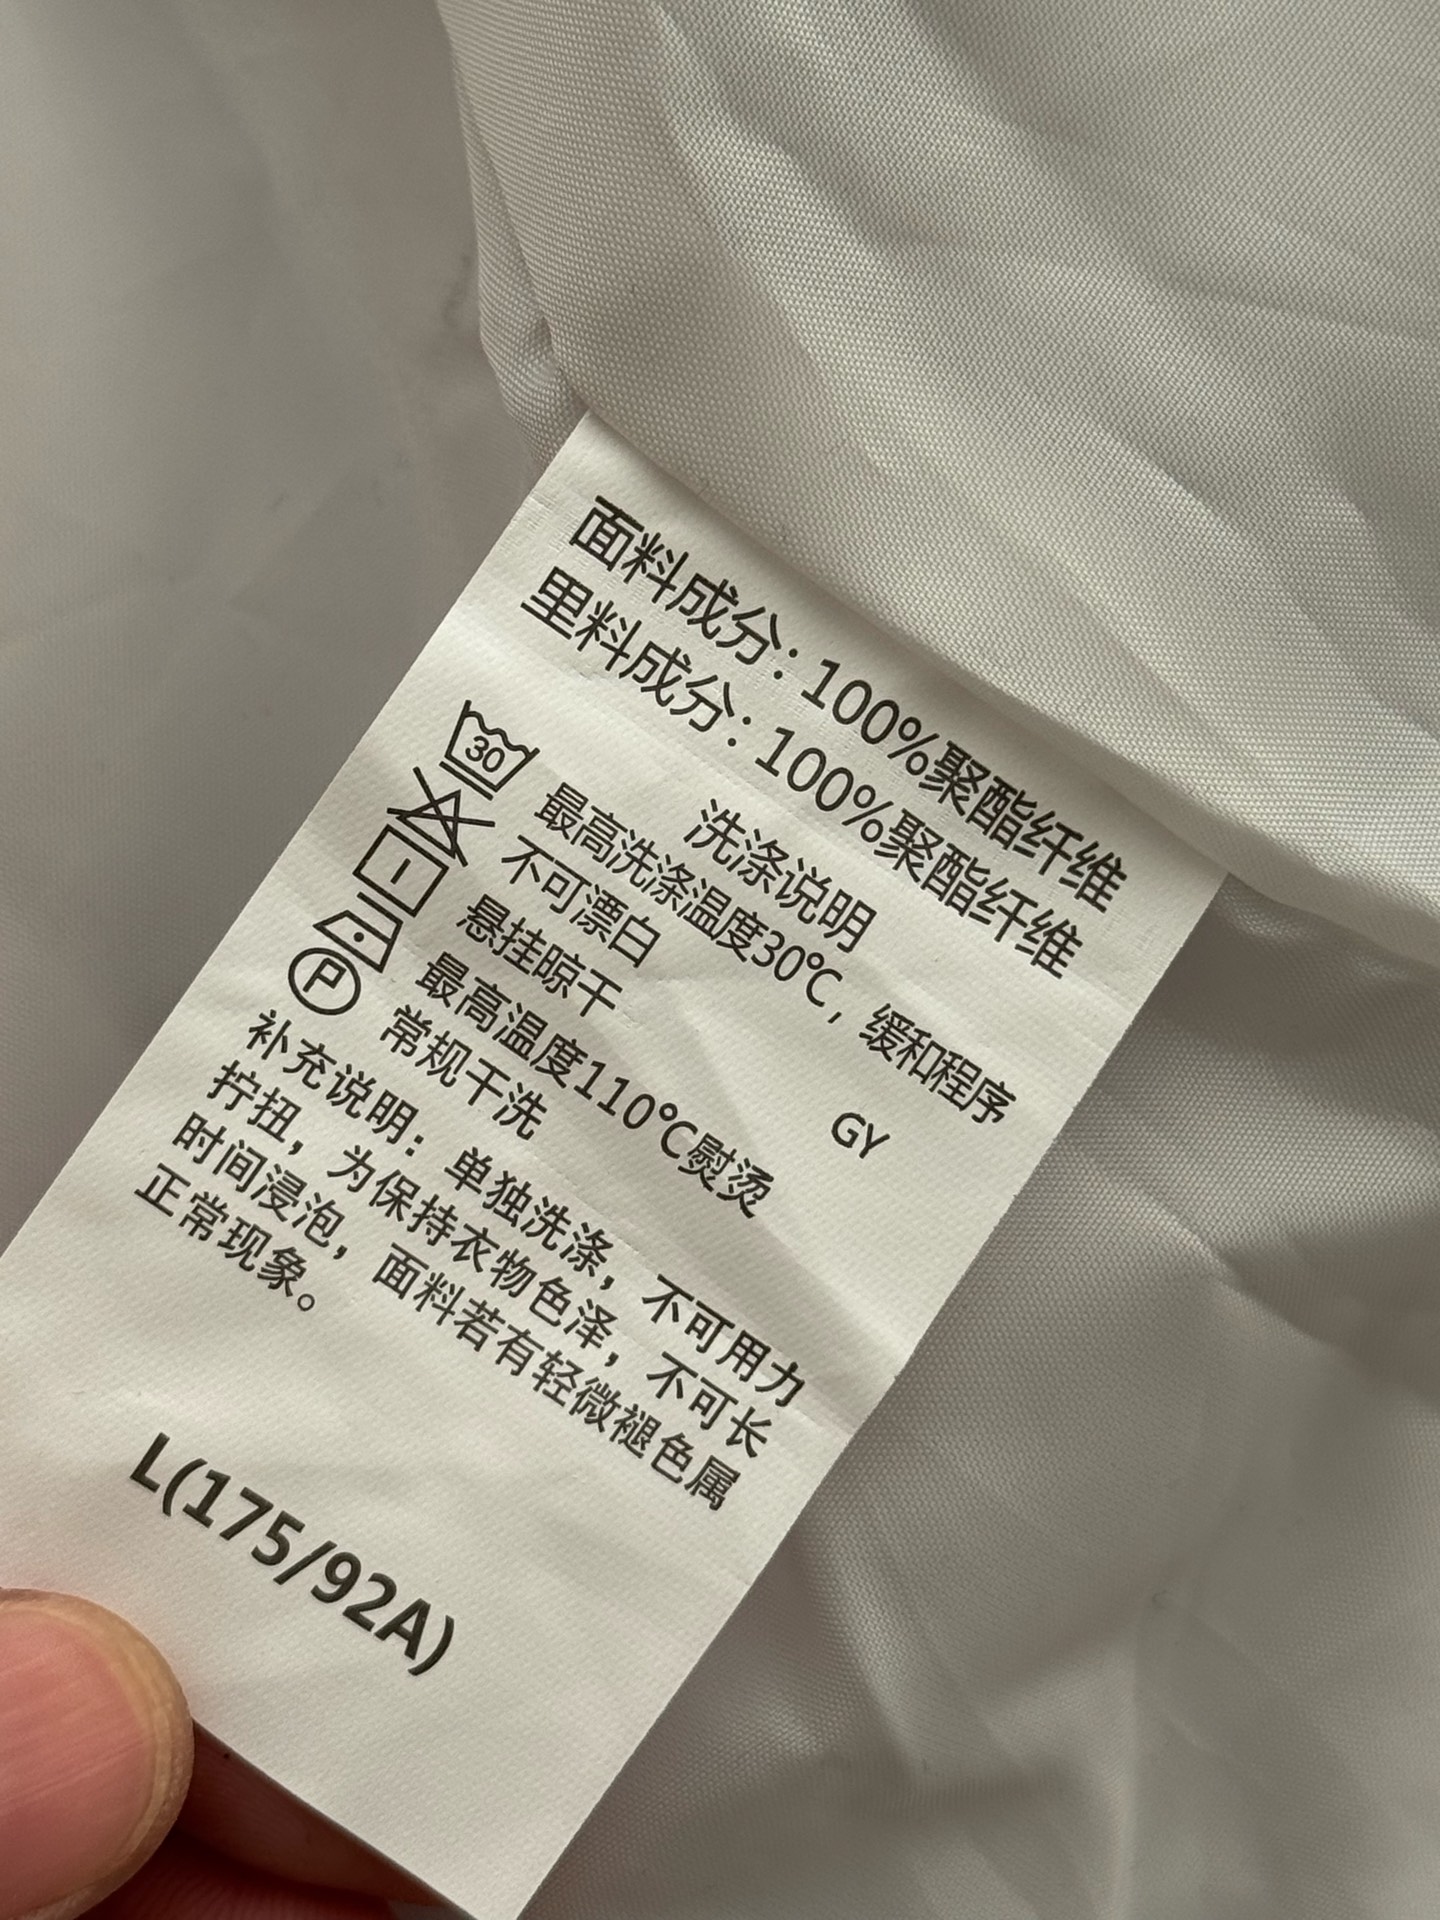 面料成分：100%聚酯纤维
里料成分：100%聚酯纤维
洗涤说明
30 最高洗涤温度30℃，缓和程序
不可漂白 GY
悬挂晾干
最高温度110℃熨烫
P 常规干洗
补充说明：单独洗涤，不可用力
拧扭，为保持衣物色泽，不可长
时间浸泡，面料若有轻微褪色属
正常现象。
L(175/92A)